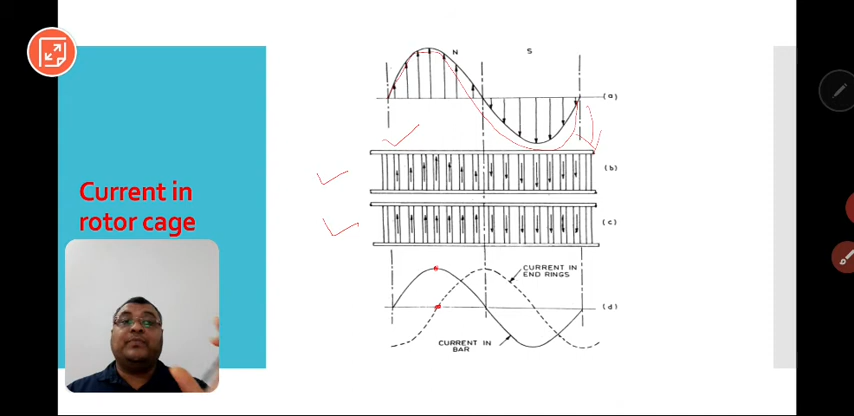 N
S
(a)
(b)
Current in
rotor cage
(c)
CURRENT IN
END RINGS
(d)
CURRENT IN
BAR